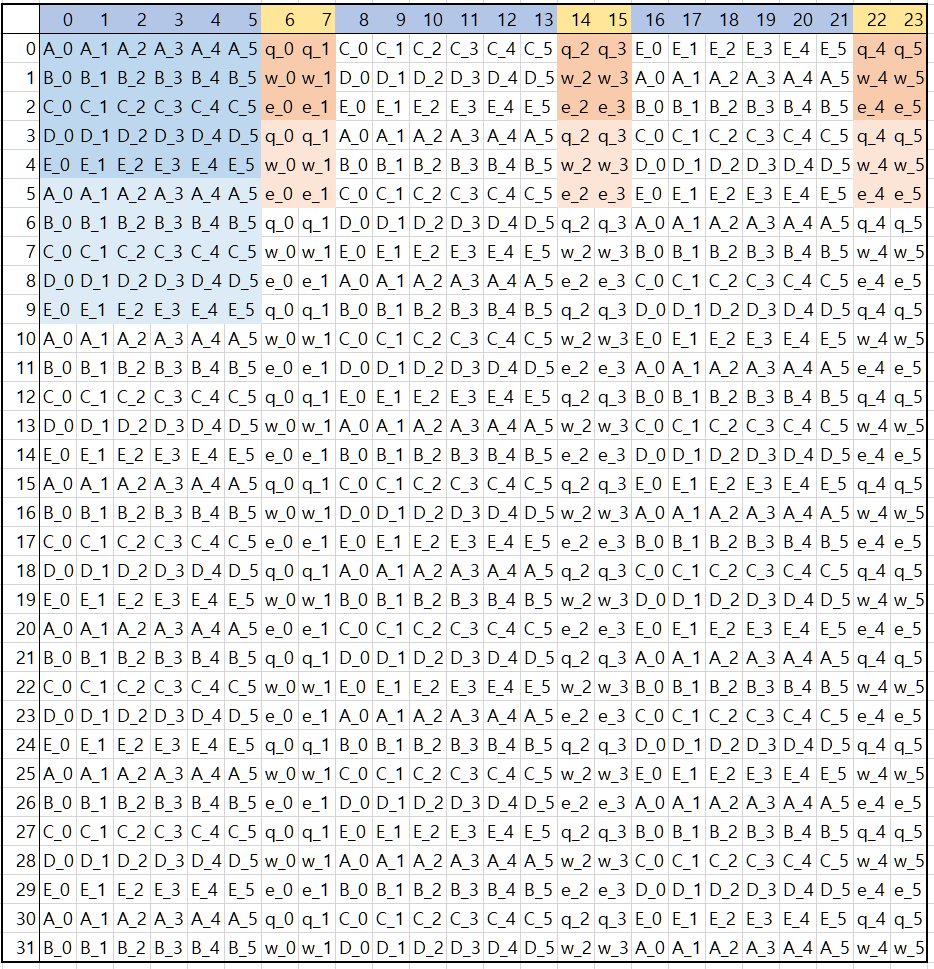 0 1 2 3 4 5 6 7 8 9 10 11 12 13 14 15 16 17 18 19 20 21 22 23
0 A_0 A_1 A_2 A_3 A_4 A_5 q_0 q_1 C_0 C_1 C_2 C_3 C_4 C_5 q_2 q_3 E_0 E_1 E_2 E_3 E_4 E_5 q_4 q_5
1 B_0 B_1 B_2 B_3 B_4 B_5 w_0 w_1 D_0 D_1 D_2 D_3 D_4 D_5 w_2 w_3 A_0 A_1 A_2 A_3 A_4 A_5 w_4 w_5
2 C_0 C_1 C_2 C_3 C_4 C_5 e_0 e_1 E_0 E_1 E_2 E_3 E_4 E_5 e_2 e_3 B_0 B_1 B_2 B_3 B_4 B_5 e_4 e_5
3 D_0 D_1 D_2 D_3 D_4 D_5 q_0 q_1 A_0 A_1 A_2 A_3 A_4 A_5 q_2 q_3 C_0 C_1 C_2 C_3 C_4 C_5 q_4 q_5
4 E_0 E_1 E_2 E_3 E_4 E_5 w_0 w_1 B_0 B_1 B_2 B_3 B_4 B_5 w_2 w_3 D_0 D_1 D_2 D_3 D_4 D_5 w_4 w_5
5 A_0 A_1 A_2 A_3 A_4 A_5 e_0 e_1 C_0 C_1 C_2 C_3 C_4 C_5 e_2 e_3 E_0 E_1 E_2 E_3 E_4 E_5 e_4 e_5
6 B_0 B_1 B_2 B_3 B_4 B_5 q_0 q_1 D_0 D_1 D_2 D_3 D_4 D_5 q_2 q_3 A_0 A_1 A_2 A_3 A_4 A_5 q_4 q_5
7 C_0 C_1 C_2 C_3 C_4 C_5 w_0 w_1 E_0 E_1 E_2 E_3 E_4 E_5 w_2 w_3 B_0 B_1 B_2 B_3 B_4 B_5 w_4 w_5
8 D_0 D_1 D_2 D_3 D_4 D_5 e_0 e_1 A_0 A_1 A_2 A_3 A_4 A_5 e_2 e_3 C_0 C_1 C_2 C_3 C_4 C_5 e_4 e_5
9 E_0 E_1 E_2 E_3 E_4 E_5 q_0 q_1 B_0 B_1 B_2 B_3 B_4 B_5 q_2 q_3 D_0 D_1 D_2 D_3 D_4 D_5 q_4 q_5
10 A_0 A_1 A_2 A_3 A_4 A_5 w_0 w_1 C_0 C_1 C_2 C_3 C_4 C_5 w_2 w_3 E_0 E_1 E_2 E_3 E_4 E_5 w_4 w_5
11 B_0 B_1 B_2 B_3 B_4 B_5 e_0 e_1 D_0 D_1 D_2 D_3 D_4 D_5 e_2 e_3 A_0 A_1 A_2 A_3 A_4 A_5 e_4 e_5
12 C_0 C_1 C_2 C_3 C_4 C_5 q_0 q_1 E_0 E_1 E_2 E_3 E_4 E_5 q_2 q_3 B_0 B_1 B_2 B_3 B_4 B_5 q_4 q_5
13 D_0 D_1 D_2 D_3 D_4 D_5 w_0 w_1 A_0 A_1 A_2 A_3 A_4 A_5 w_2 w_3 C_0 C_1 C_2 C_3 C_4 C_5 w_4 w_5
14 E_0 E_1 E_2 E_3 E_4 E_5 e_0 e_1 B_0 B_1 B_2 B_3 B_4 B_5 e_2 e_3 D_0 D_1 D_2 D_3 D_4 D_5 e_4 e_5
15 A_0 A_1 A_2 A_3 A_4 A_5 q_0 q_1 C_0 C_1 C_2 C_3 C_4 C_5 q_2 q_3 E_0 E_1 E_2 E_3 E_4 E_5 q_4 q_5
16 B_0 B_1 B_2 B_3 B_4 B_5 w_0 w_1 D_0 D_1 D_2 D_3 D_4 D_5 w_2 w_3 A_0 A_1 A_2 A_3 A_4 A_5 w_4 w_5
17 C_0 C_1 C_2 C_3 C_4 C_5 e_0 e_1 E_0 E_1 E_2 E_3 E_4 E_5 e_2 e_3 B_0 B_1 B_2 B_3 B_4 B_5 e_4 e_5
18 D_0 D_1 D_2 D_3 D_4 D_5 q_0 q_1 A_0 A_1 A_2 A_3 A_4 A_5 q_2 q_3 C_0 C_1 C_2 C_3 C_4 C_5 q_4 q_5
19 E_0 E_1 E_2 E_3 E_4 E_5 w_0 w_1 B_0 B_1 B_2 B_3 B_4 B_5 w_2 w_3 D_0 D_1 D_2 D_3 D_4 D_5 w_4 w_5
20 A_0 A_1 A_2 A_3 A_4 A_5 e_0 e_1 C_0 C_1 C_2 C_3 C_4 C_5 e_2 e_3 E_0 E_1 E_2 E_3 E_4 E_5 e_4 e_5
21 B_0 B_1 B_2 B_3 B_4 B_5 q_0 q_1 D_0 D_1 D_2 D_3 D_4 D_5 q_2 q_3 A_0 A_1 A_2 A_3 A_4 A_5 q_4 q_5
22 C_0 C_1 C_2 C_3 C_4 C_5 w_0 w_1 E_0 E_1 E_2 E_3 E_4 E_5 w_2 w_3 B_0 B_1 B_2 B_3 B_4 B_5 w_4 w_5
23 D_0 D_1 D_2 D_3 D_4 D_5 e_0 e_1 A_0 A_1 A_2 A_3 A_4 A_5 e_2 e_3 C_0 C_1 C_2 C_3 C_4 C_5 e_4 e_5
24 E_0 E_1 E_2 E_3 E_4 E_5 q_0 q_1 B_0 B_1 B_2 B_3 B_4 B_5 q_2 q_3 D_0 D_1 D_2 D_3 D_4 D_5 q_4 q_5
25 A_0 A_1 A_2 A_3 A_4 A_5 w_0 w_1 C_0 C_1 C_2 C_3 C_4 C_5 w_2 w_3 E_0 E_1 E_2 E_3 E_4 E_5 w_4 w_5
26 B_0 B_1 B_2 B_3 B_4 B_5 e_0 e_1 D_0 D_1 D_2 D_3 D_4 D_5 e_2 e_3 A_0 A_1 A_2 A_3 A_4 A_5 e_4 e_5
27 C_0 C_1 C_2 C_3 C_4 C_5 q_0 q_1 E_0 E_1 E_2 E_3 E_4 E_5 q_2 q_3 B_0 B_1 B_2 B_3 B_4 B_5 q_4 q_5
28 D_0 D_1 D_2 D_3 D_4 D_5 w_0 w_1 A_0 A_1 A_2 A_3 A_4 A_5 w_2 w_3 C_0 C_1 C_2 C_3 C_4 C_5 w_4 w_5
29 E_0 E_1 E_2 E_3 E_4 E_5 e_0 e_1 B_0 B_1 B_2 B_3 B_4 B_5 e_2 e_3 D_0 D_1 D_2 D_3 D_4 D_5 e_4 e_5
30 A_0 A_1 A_2 A_3 A_4 A_5 q_0 q_1 C_0 C_1 C_2 C_3 C_4 C_5 q_2 q_3 E_0 E_1 E_2 E_3 E_4 E_5 q_4 q_5
31 B_0 B_1 B_2 B_3 B_4 B_5 w_0 w_1 D_0 D_1 D_2 D_3 D_4 D_5 w_2 w_3 A_0 A_1 A_2 A_3 A_4 A_5 w_4 w_5